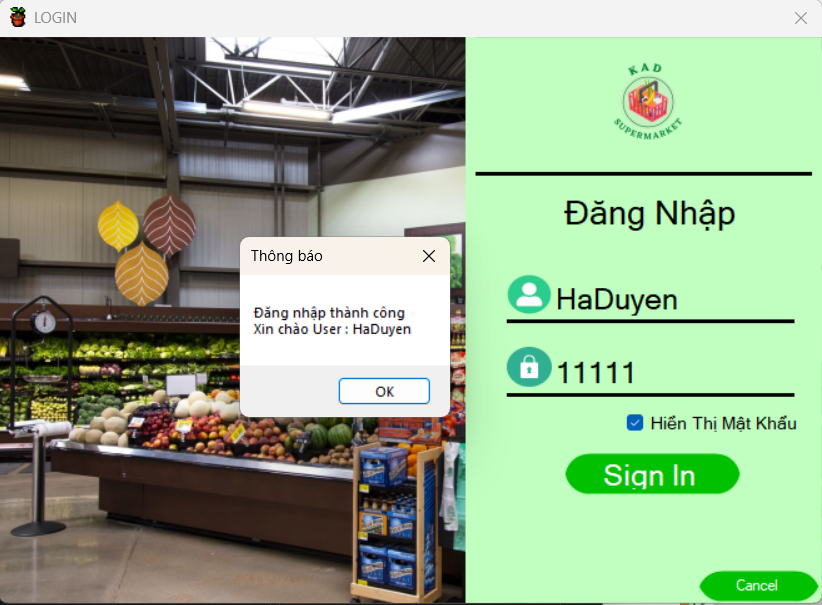 LOGIN
KAD
SUPERMARKET
Đăng Nhập
Thông báo
Đăng nhập thành công
Xin chào User : HaDuyen
OK
HaDuyen
11111
Hiển Thị Mật Khẩu
Sign In
Cancel